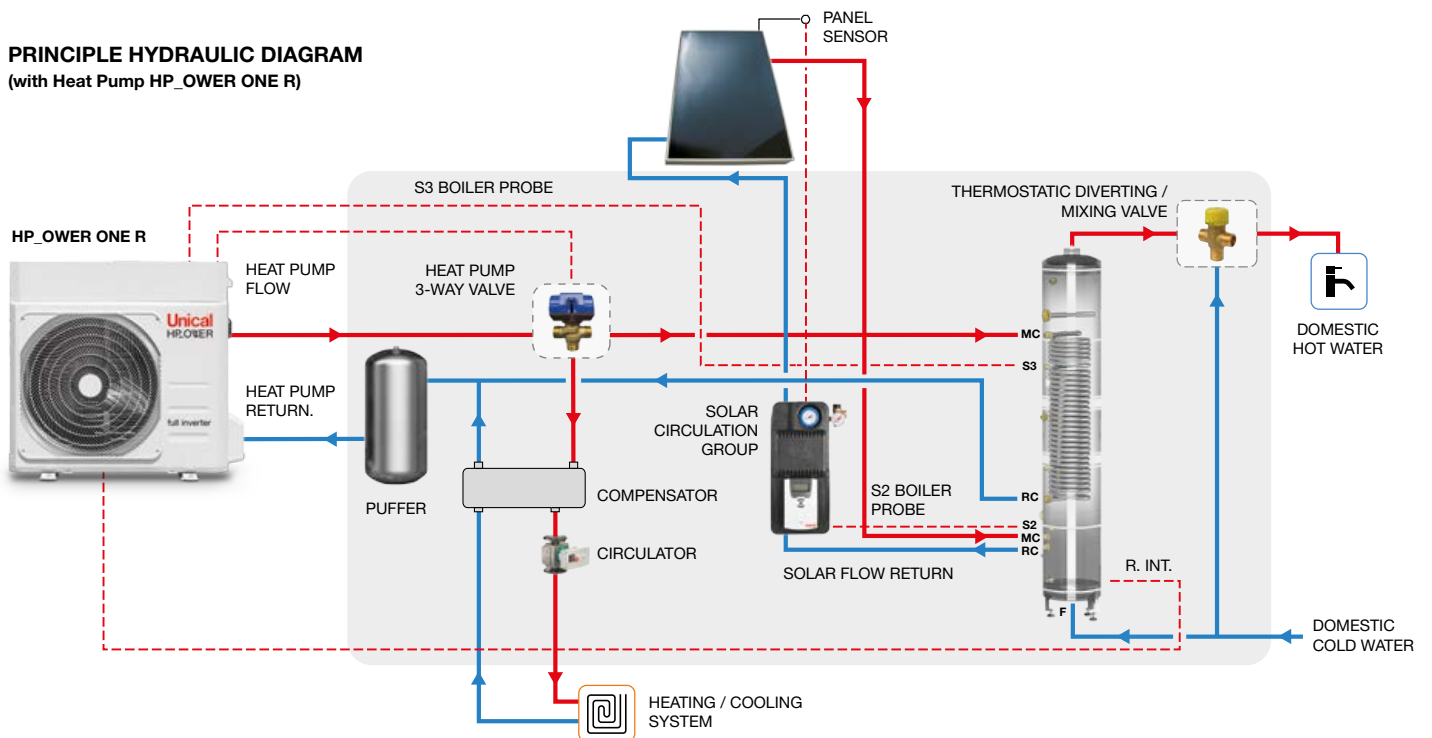 PRINCIPLE HYDRAULIC DIAGRAM
(with Heat Pump HP_OWER ONE R)
PANEL
SENSOR
S3 BOILER PROBE
THERMOSTATIC DIVERTING /
MIXING VALVE
HP_OWER ONE R
HEAT PUMP
FLOW
HEAT PUMP
3-WAY VALVE
Unical
HP_OWER
DOMESTIC
HOT WATER
MC
S3
HEAT PUMP
RETURN.
full inverter
SOLAR
CIRCULATION
GROUP
PUFFER
COMPENSATOR
S2 BOILER
PROBE
RC
S2
MC
RC
CIRCULATOR
SOLAR FLOW RETURN
R. INT.
F
DOMESTIC
COLD WATER
HEATING / COOLING
SYSTEM